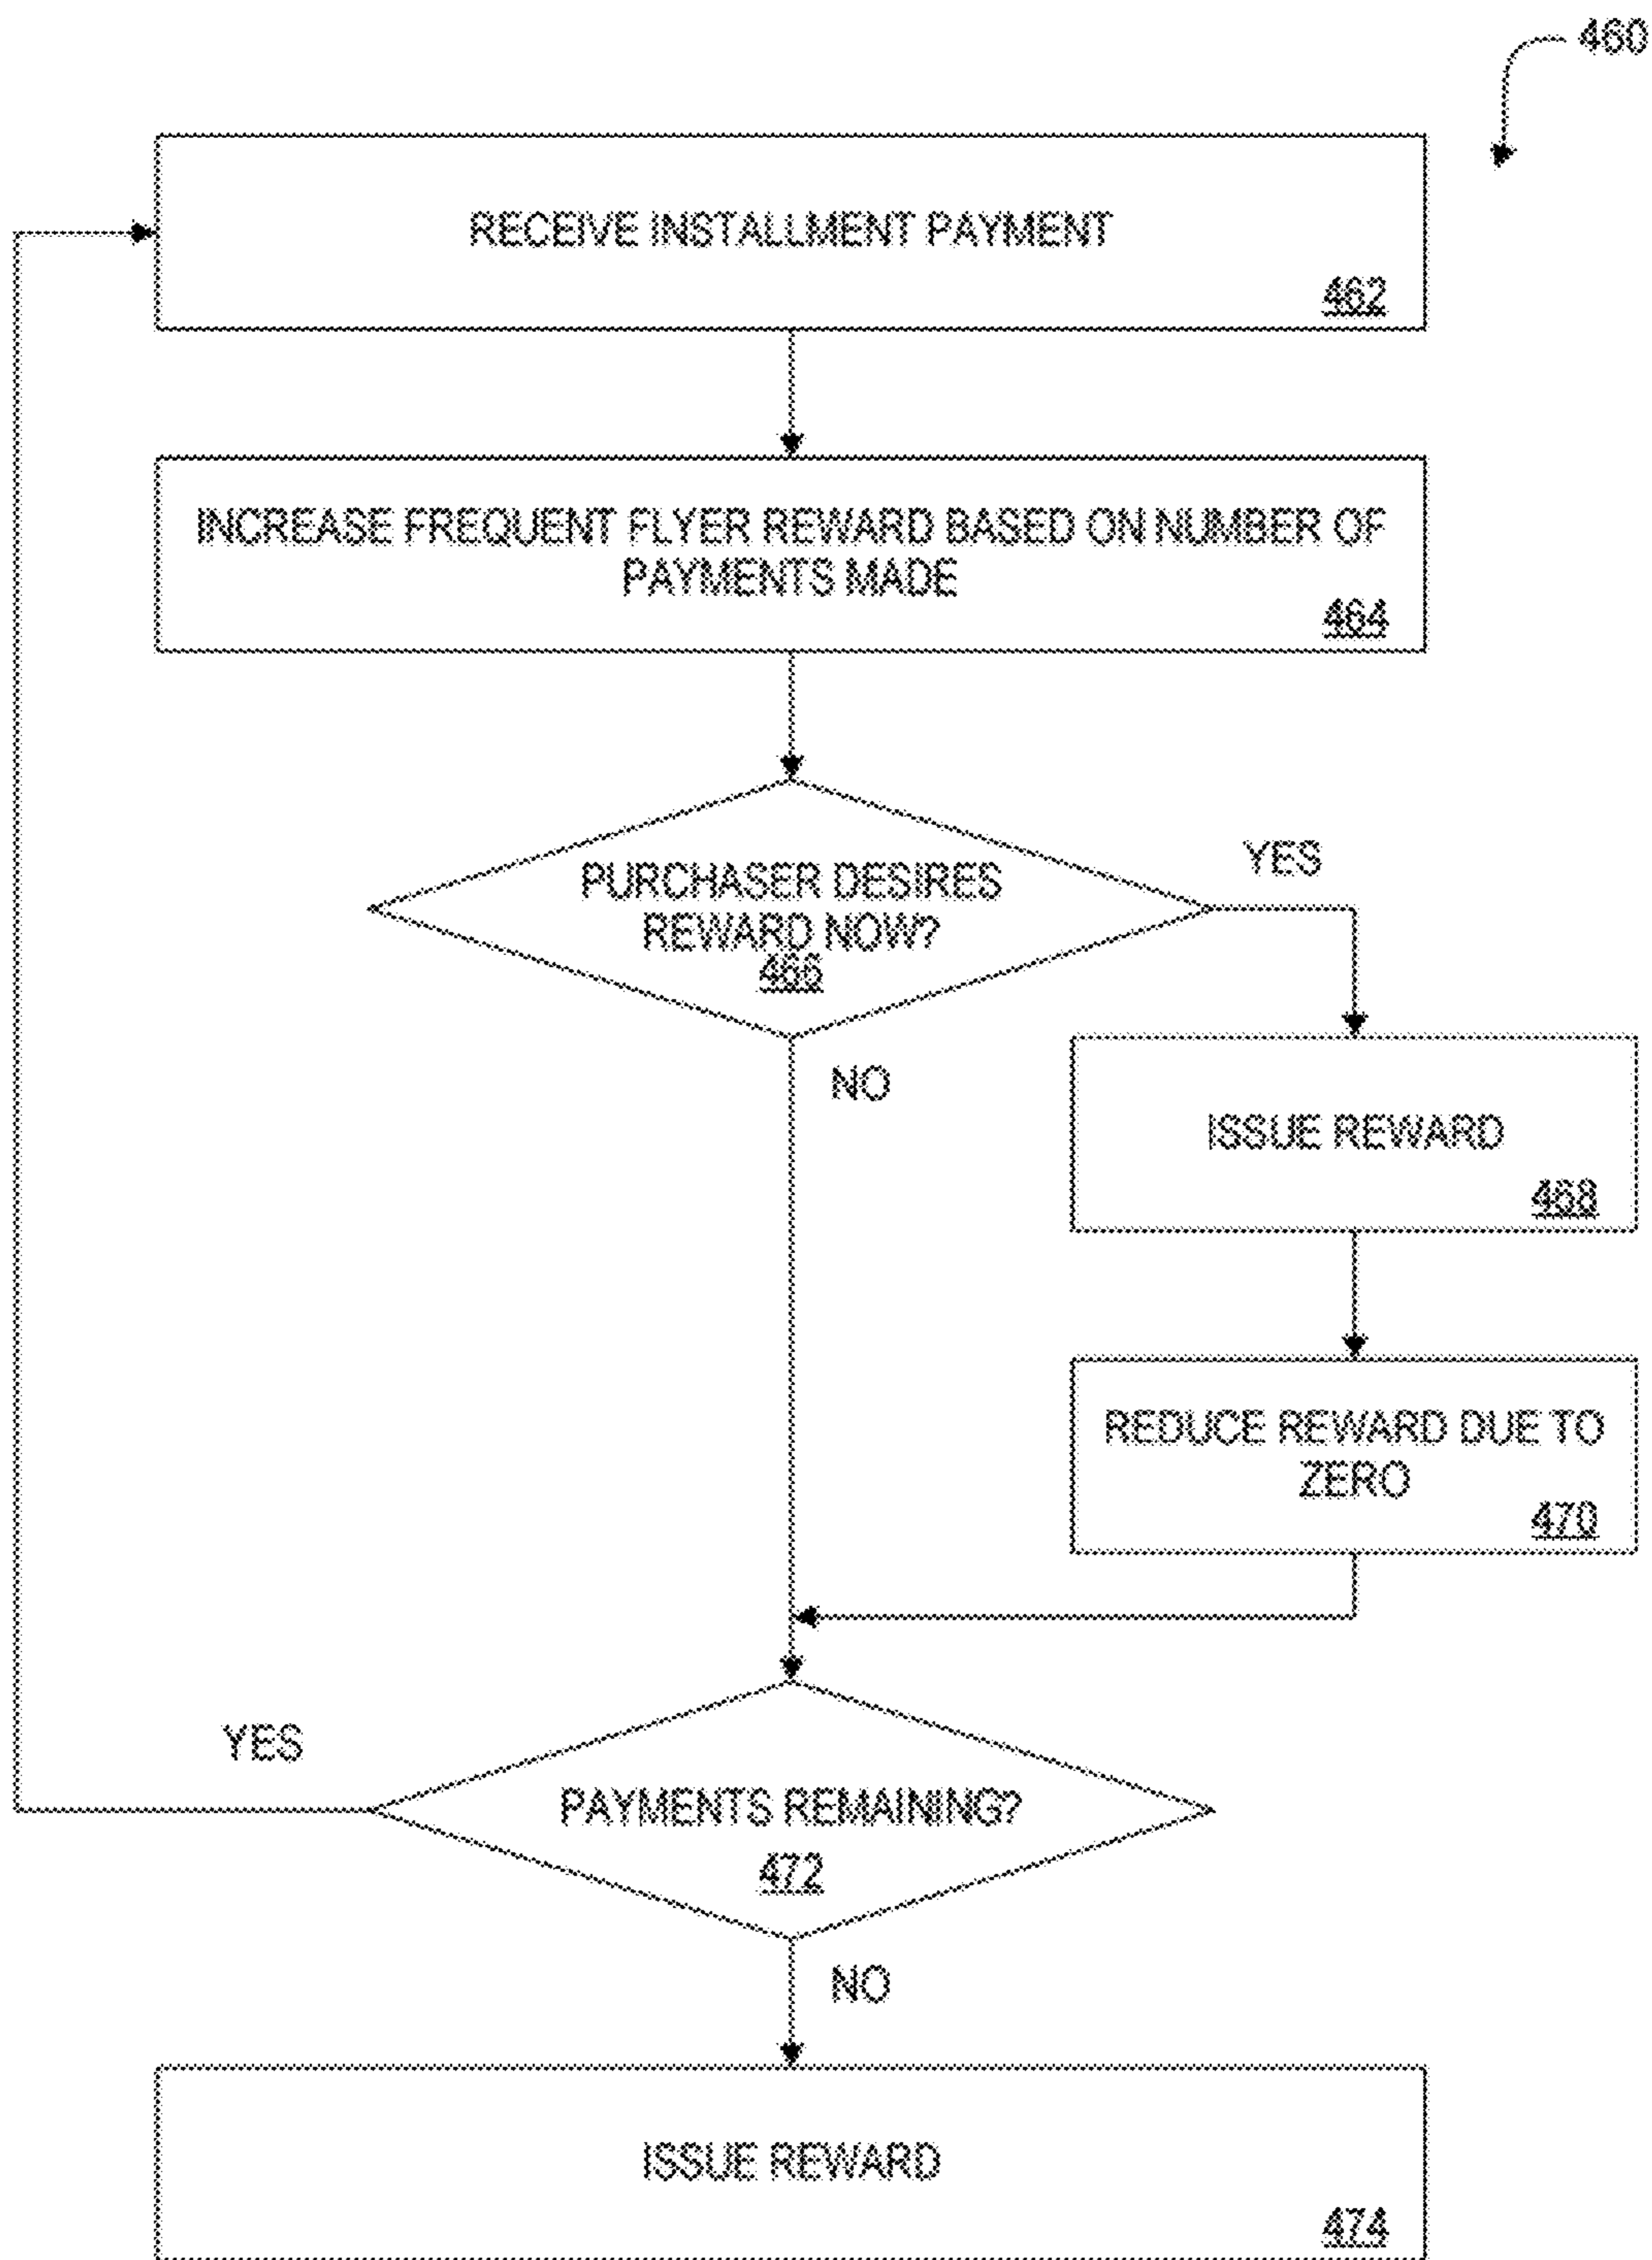 460
RECEIVE INSTALLMENT PAYMENT
462
INCREASE FREQUENT FLYER REWARD BASED ON NUMBER OF
PAYMENTS MADE
464
PURCHASER DESIRES
REWARD NOW?
466
YES
NO
ISSUE REWARD
468
REDUCE REWARD DUE TO
ZERO
470
YES
PAYMENTS REMAINING?
472
NO
ISSUE REWARD
474